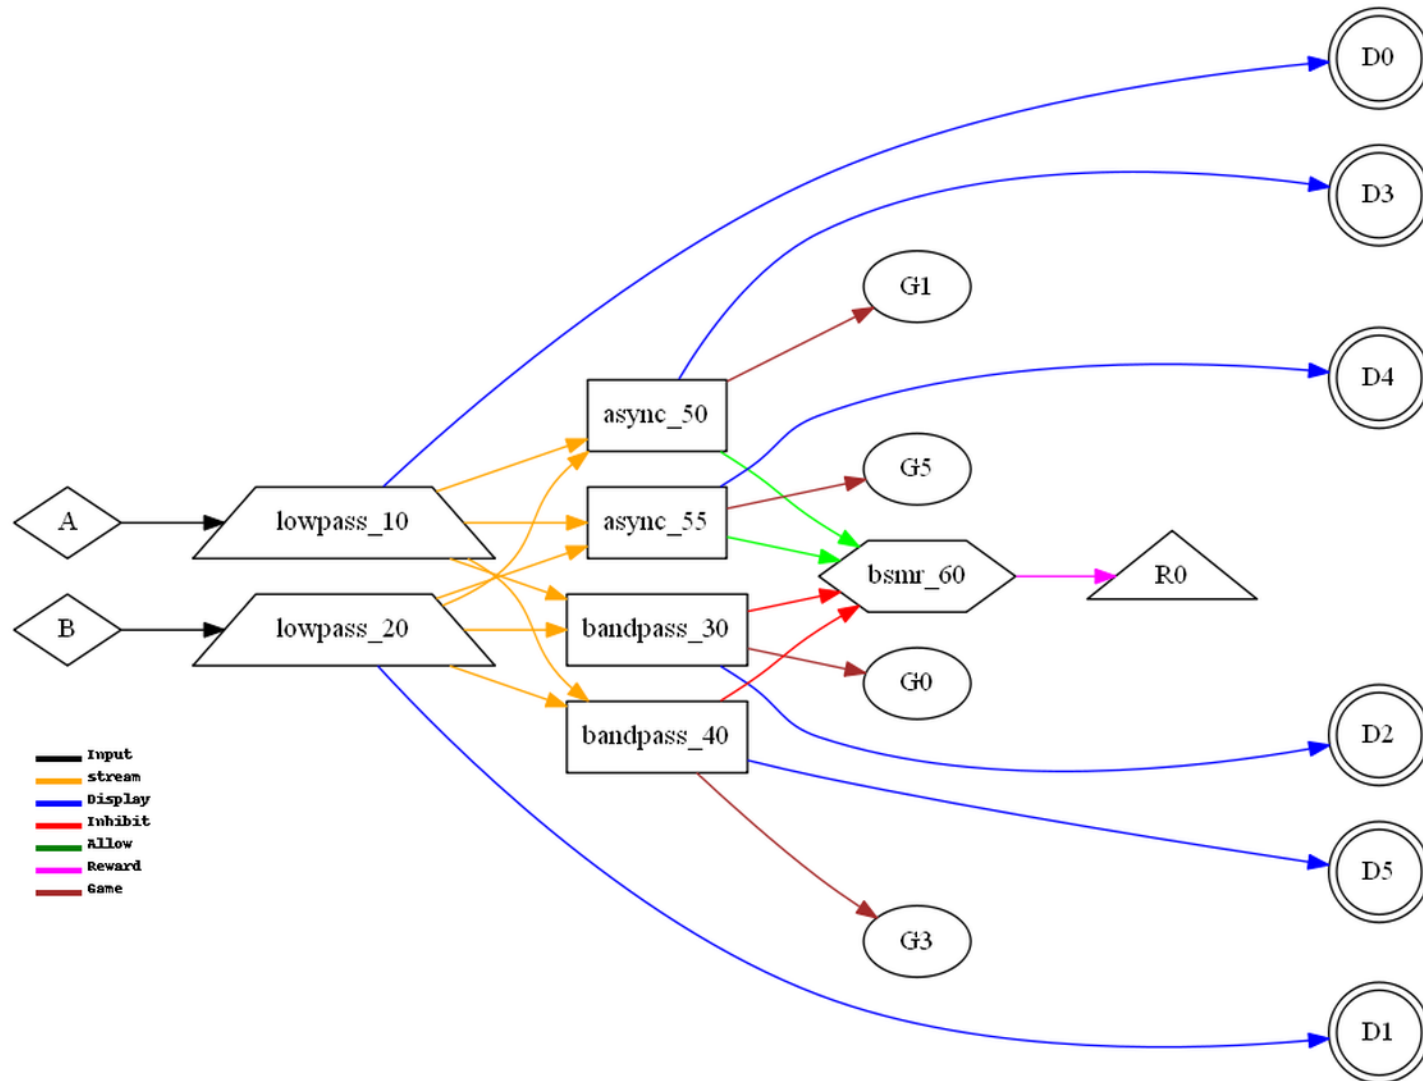 D0
D3
G1
D4
async_50
G5
A
lowpass_10
async_55
bsmr_60
R0
B
lowpass_20
bandpass_30
G0
bandpass_40
D2
Input
stream
Display
Inhibit
Allow
Reward
Game
D5
G3
D1